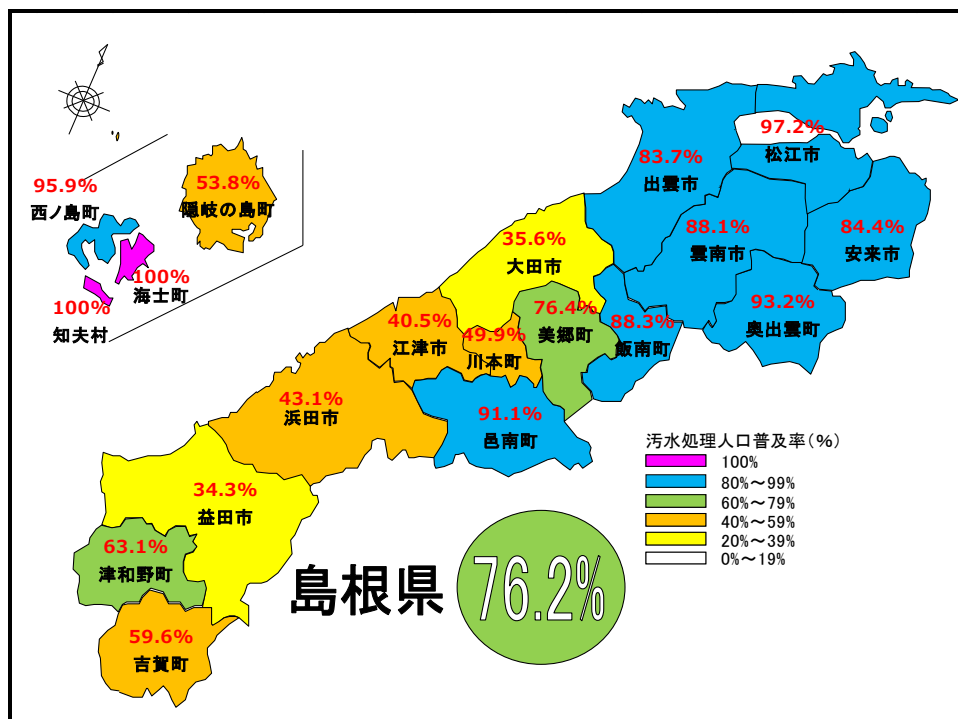 97.2%
松江市
83.7%
出雲市
95.9%
西ノ島町
53.8%
隠岐の島町
88.1%
雲南市
84.4%
安来市
35.6%
大田市
100%
海士町
100%
知夫村
93.2%
奥出雲町
76.4%
美郷町
88.3%
飯南町
40.5%
江津市
49.9%
川本町
43.1%
浜田市
91.1%
邑南町
汚水処理人口普及率(%)
100%
80%～99%
60%～79%
40%～59%
20%～39%
0%～19%
34.3%
益田市
63.1%
津和野町
島根県
76.2%
59.6%
吉賀町